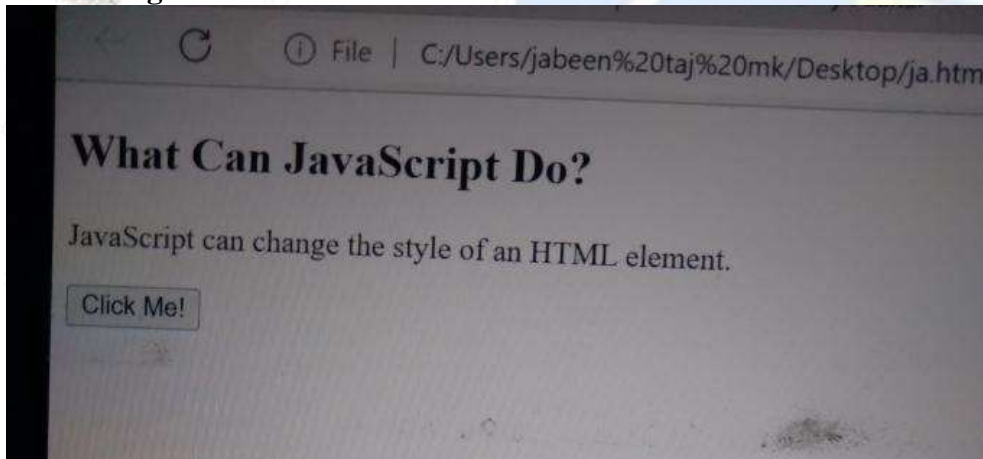 File | C:/Users/jabeen%20taj%20mk/Desktop/ja.htm
What Can JavaScript Do?
JavaScript can change the style of an HTML element.
Click Me!